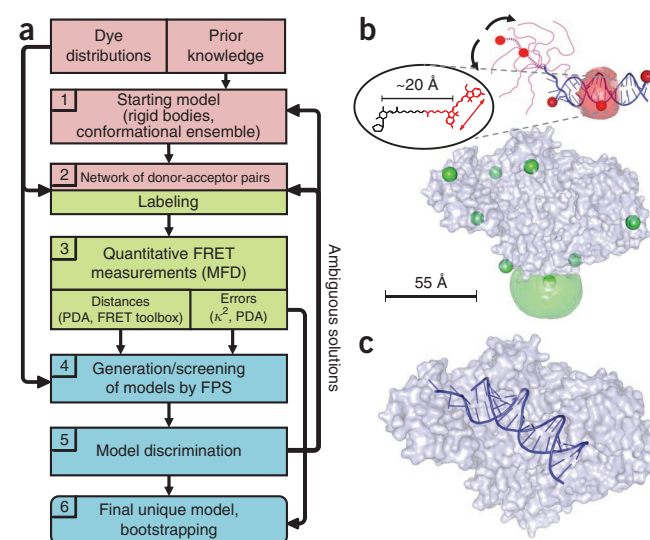 a
Dye
distributions
Prior
knowledge
1
Starting model
(rigid bodies,
conformational ensemble)
2
Network of donor-acceptor pairs
Labeling
3
Quantitative FRET
measurements (MFD)
Distances
(PDA, FRET toolbox)
Errors
(κ², PDA)
4
Generation/screening
of models by FPS
5
Model discrimination
6
Final unique model,
bootstrapping
Ambiguous solutions
b
~20 Å
55 Å
c